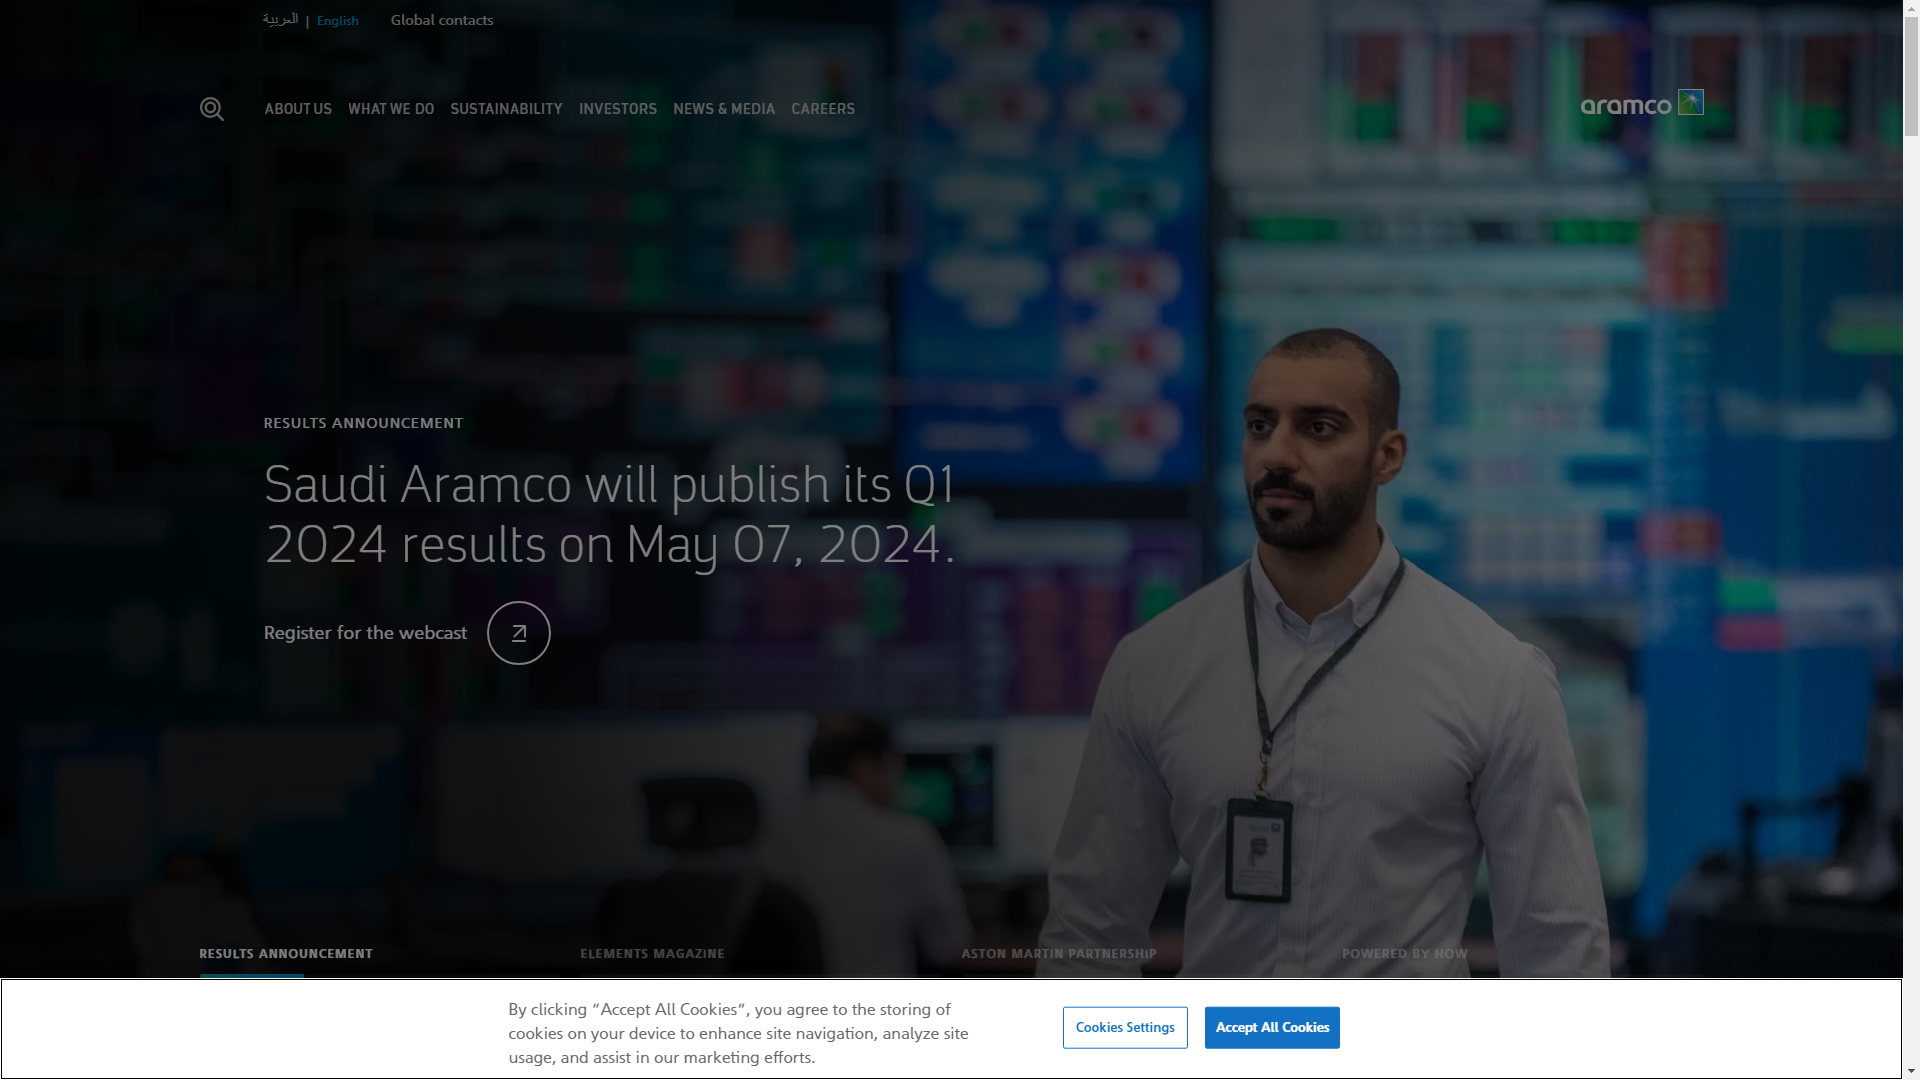 العربية | English Global contacts
ABOUT US WHAT WE DO SUSTAINABILITY INVESTORS NEWS & MEDIA CAREERS
aramco
RESULTS ANNOUNCEMENT
Saudi Aramco will publish its Q1
2024 results on May 07, 2024.
Register for the webcast
RESULTS ANNOUNCEMENT
ELEMENTS MAGAZINE
ASTON MARTIN PARTNERSHIP
POWERED BY HOW
By clicking “Accept All Cookies”, you agree to the storing of
cookies on your device to enhance site navigation, analyze site
usage, and assist in our marketing efforts.
Cookies Settings
Accept All Cookies